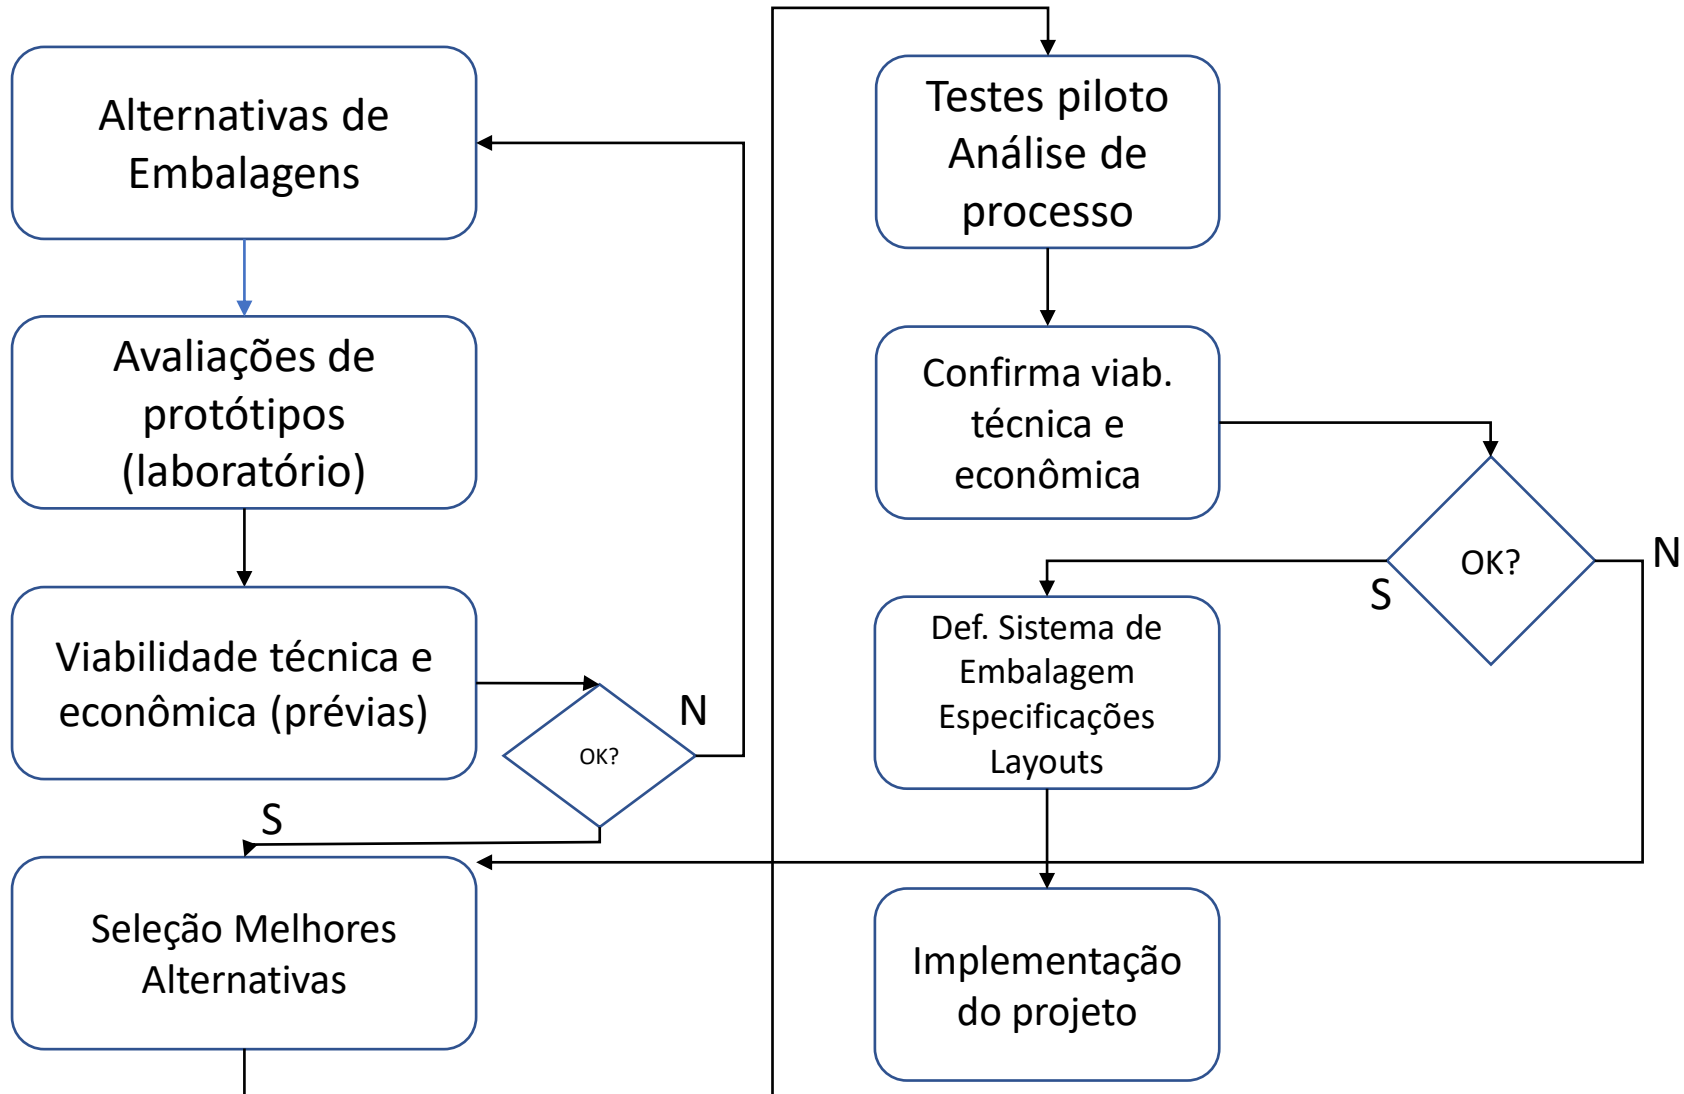 Alternativas de
Embalagens
Avaliações de
protótipos
(laboratório)
Viabilidade técnica e
econômica (prévias)
OK?
N
S
Seleção Melhores
Alternativas
Testes piloto
Análise de
processo
Confirma viab.
técnica e
econômica
OK?
N
S
Def. Sistema de
Embalagem
Especificações
Layouts
Implementação
do projeto